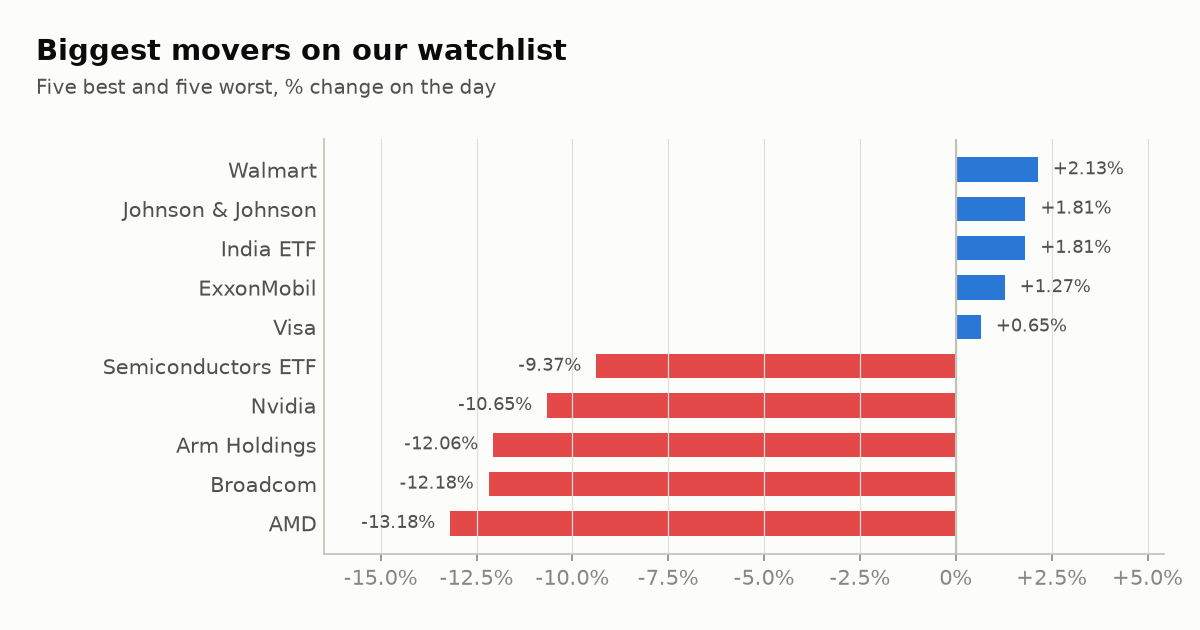 Biggest movers on our watchlist
Five best and five worst, % change on the day
Walmart +2.13%
Johnson & Johnson +1.81%
India ETF +1.81%
ExxonMobil +1.27%
Visa +0.65%
Semiconductors ETF -9.37%
Nvidia -10.65%
Arm Holdings -12.06%
Broadcom -12.18%
AMD -13.18%
-15.0% -12.5% -10.0% -7.5% -5.0% -2.5% 0% +2.5% +5.0%